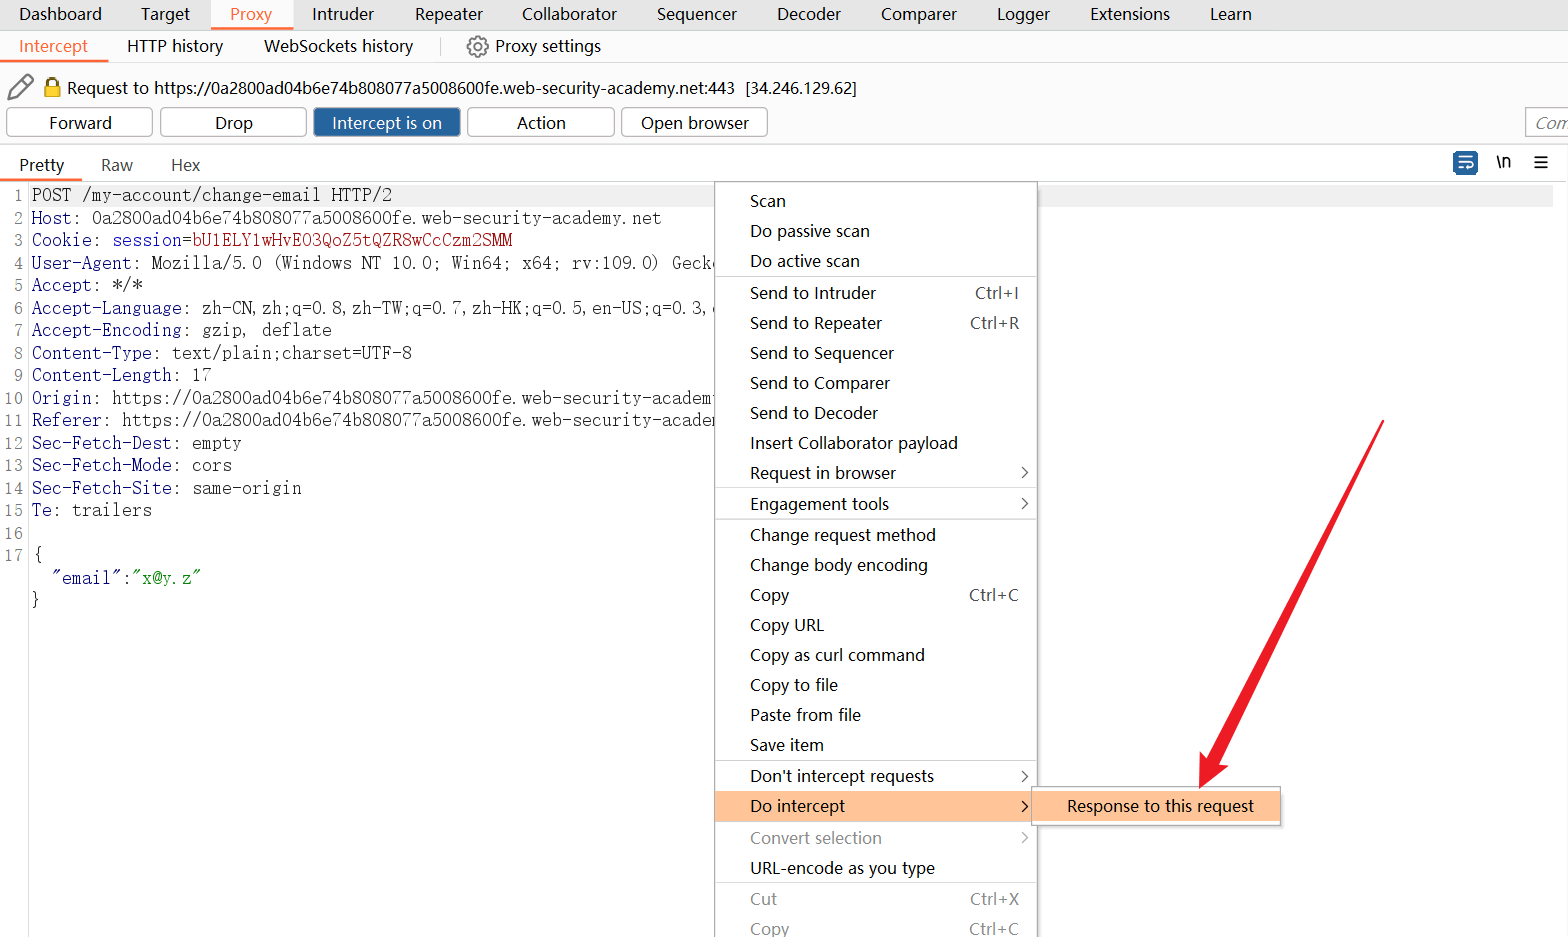 Dashboard Target Proxy Intruder Repeater Collaborator Sequencer Decoder Comparer Logger Extensions Learn
Intercept HTTP history WebSockets history Proxy settings
Request to https://0a2800ad04b6e74b808077a5008600fe.web-security-academy.net:443 [34.246.129.62]
Forward Drop Intercept is on Action Open browser Com
Pretty Raw Hex \n
1 POST /my-account/change-email HTTP/2
2 Host: 0a2800ad04b6e74b808077a5008600fe.web-security-academy.net
3 Cookie: session=bU1ELY1wHvE03QoZ5tQZR8wCcCzm2SMM
4 User-Agent: Mozilla/5.0 (Windows NT 10.0; Win64; x64; rv:109.0) Geck
5 Accept: */*
6 Accept-Language: zh-CN,zh;q=0.8,zh-TW;q=0.7,zh-HK;q=0.5,en-US;q=0.3,
7 Accept-Encoding: gzip, deflate
8 Content-Type: text/plain;charset=UTF-8
9 Content-Length: 17
10 Origin: https://0a2800ad04b6e74b808077a5008600fe.web-security-academ
11 Referer: https://0a2800ad04b6e74b808077a5008600fe.web-security-acade
12 Sec-Fetch-Dest: empty
13 Sec-Fetch-Mode: cors
14 Sec-Fetch-Site: same-origin
15 Te: trailers
16
17 {
"email":"x@y.z"
}
Scan
Do passive scan
Do active scan
Send to Intruder Ctrl+I
Send to Repeater Ctrl+R
Send to Sequencer
Send to Comparer
Send to Decoder
Insert Collaborator payload
Request in browser
Engagement tools
Change request method
Change body encoding
Copy Ctrl+C
Copy URL
Copy as curl command
Copy to file
Paste from file
Save item
Don't intercept requests
Do intercept
Response to this request
Convert selection
URL-encode as you type
Cut Ctrl+X
Copy Ctrl+C